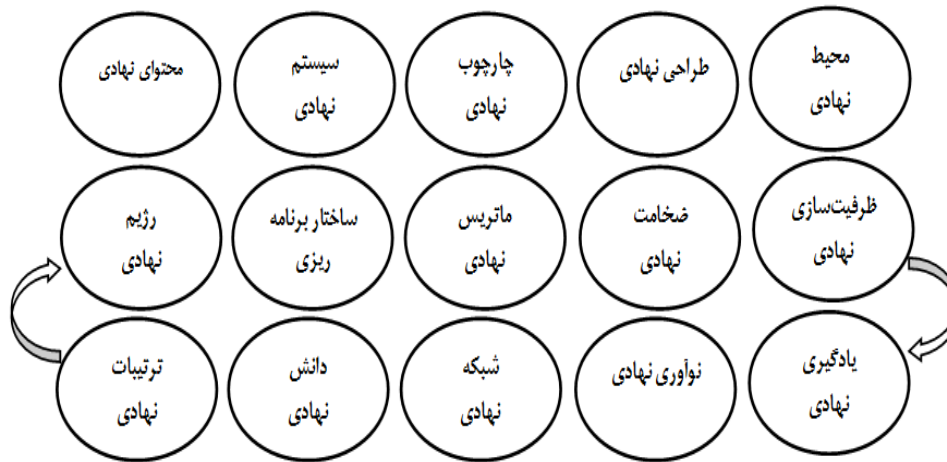 محیط
نهادی
طراحی نهادی
چارچوب
نهادی
سیستم
نهادی
محتوای نهادی
ظرفیت‌سازی
نهادی
ضخامت
نهادی
ماتریس
نهادی
ساختار برنامه
ریزی
رژیم
نهادی
یادگیری
نهادی
نوآوری نهادی
شبکه
نهادی
دانش
نهادی
ترتیبات
نهادی